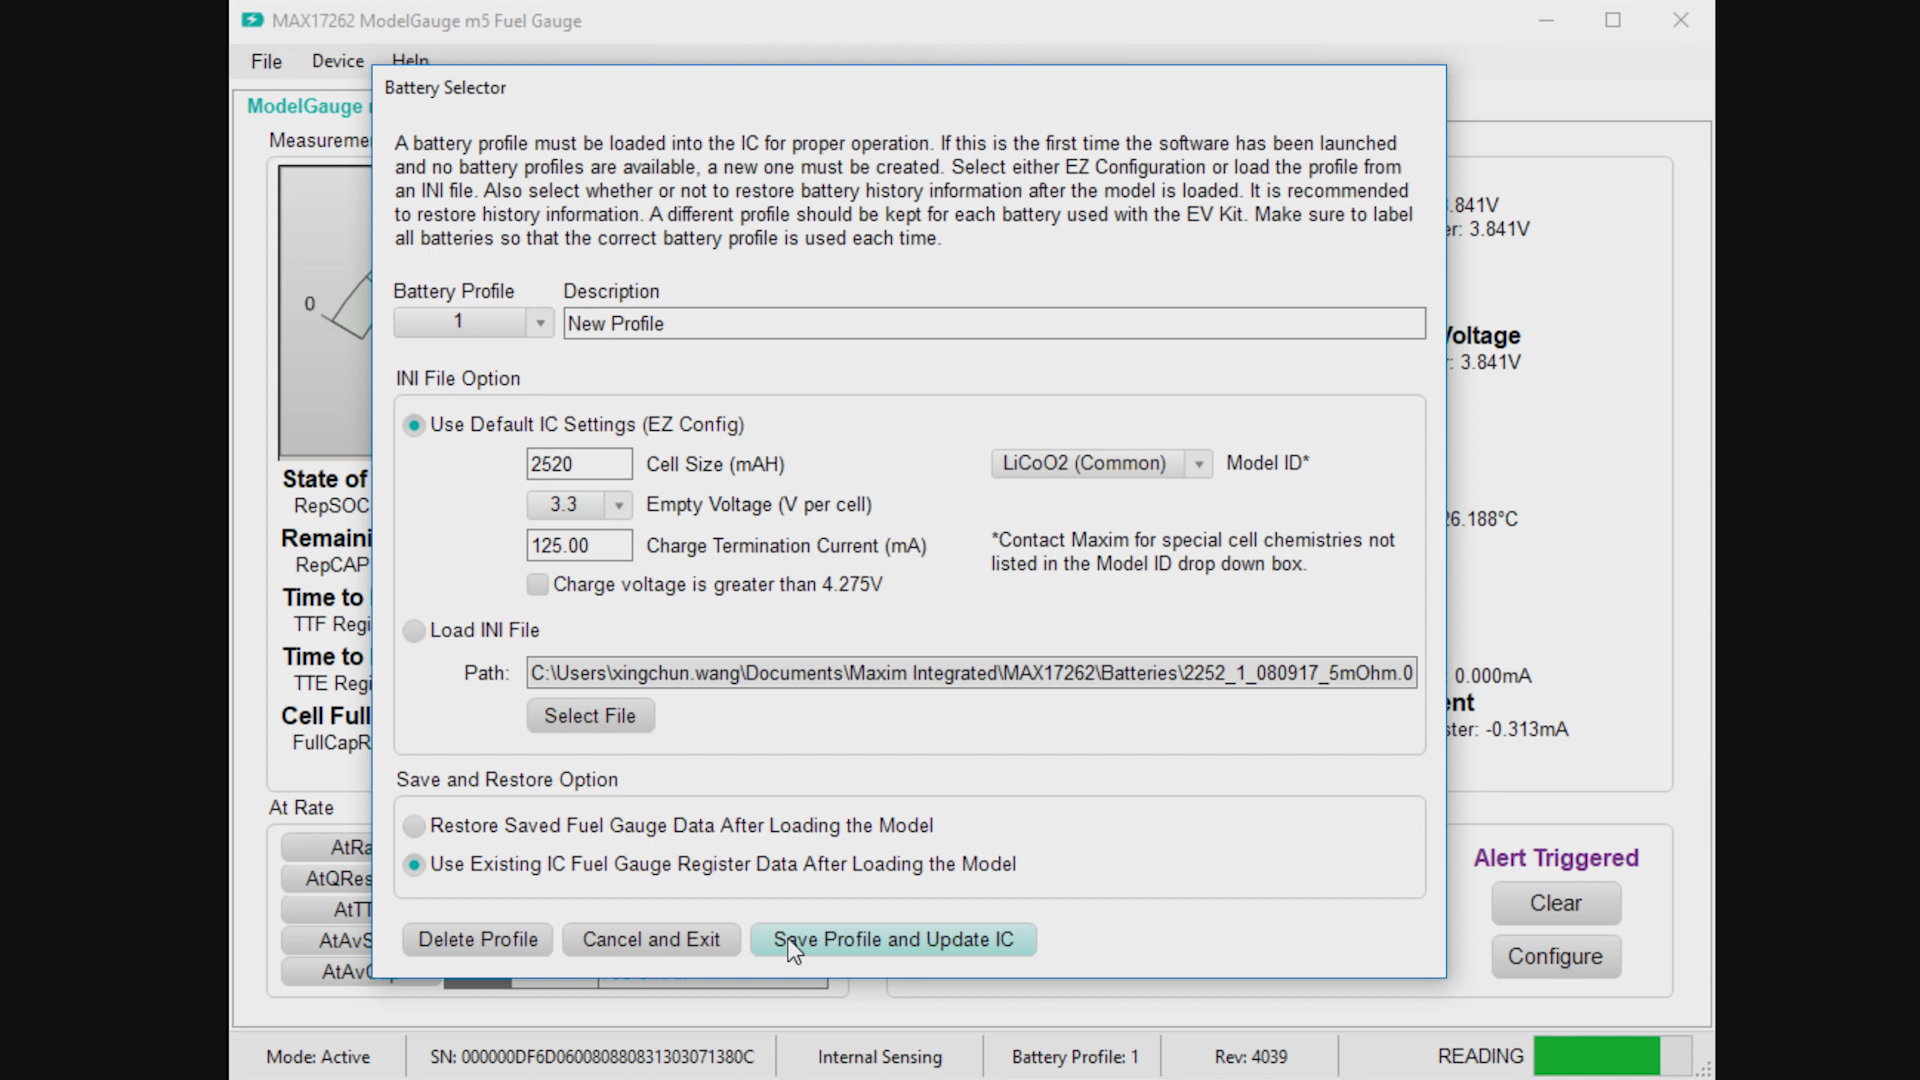 MAX17262 ModelGauge m5 Fuel Gauge
File Device Help
ModelGauge
Battery Selector
A battery profile must be loaded into the IC for proper operation. If this is the first time the software has been launched
and no battery profiles are available, a new one must be created. Select either EZ Configuration or load the profile from
an INI file. Also select whether or not to restore battery history information after the model is loaded. It is recommended
to restore history information. A different profile should be kept for each battery used with the EV Kit. Make sure to label
all batteries so that the correct battery profile is used each time.
Battery Profile Description
1 New Profile
INI File Option
Use Default IC Settings (EZ Config)
2520 Cell Size (mAH) LiCoO2 (Common) Model ID*
3.3 Empty Voltage (V per cell)
125.00 Charge Termination Current (mA)
*Contact Maxim for special cell chemistries not
listed in the Model ID drop down box.
Charge voltage is greater than 4.275V
Load INI File
Path: C:\Users\xingchun.wang\Documents\Maxim Integrated\MAX17262\Batteries\2252_1_080917_5mOhm.0
Select File
Save and Restore Option
Restore Saved Fuel Gauge Data After Loading the Model
Use Existing IC Fuel Gauge Register Data After Loading the Model
Delete Profile Cancel and Exit Save Profile and Update IC
Measureme
0
State of
RepSOC
Remaini
RepCAP
Time to
TTF Regi
Time to
TTE Regi
Cell Full
FullCapR
At Rate
AtRa
AtQRes
AtTT
AtAvS
AtAvC
.841V
er: 3.841V
Voltage
: 3.841V
26.188°C
0.000mA
ent
ster: -0.313mA
Alert Triggered
Clear
Configure
Mode: Active SN: 000000DF6D060080880831303071380C Internal Sensing Battery Profile: 1 Rev: 4039 READING